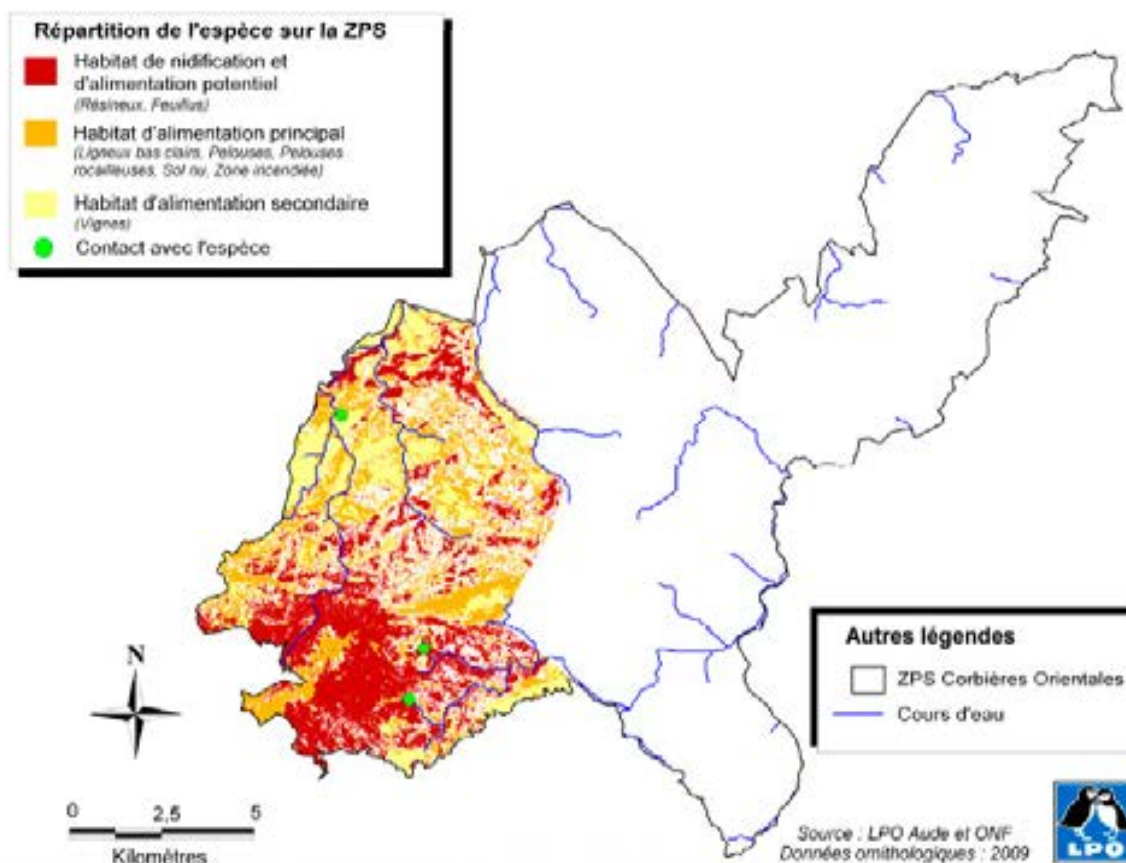 Répartition de l'espèce sur la ZPS
Habitat de nidification et
d'alimentation potentiel
(Résineux, Feuillus)
Habitat d'alimentation principal
(Ligneux bas clairs, Pelouses, Pelouses
rocailleuses, Sol nu, Zone incendiée)
Habitat d'alimentation secondaire
(Vignes)
Contact avec l'espèce
N
Autres légendes
ZPS Corbières Orientales
Cours d'eau
0 2,5 5
Kilomètres
Source : LPO Aude et ONF
Données ornithologiques : 2009
LPO